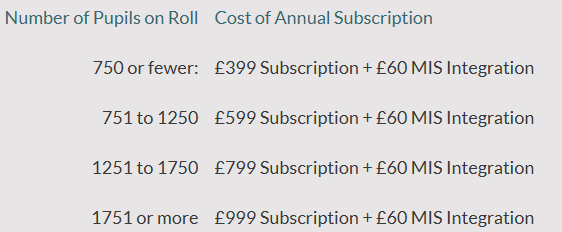 Number of Pupils on Roll Cost of Annual Subscription
750 or fewer: £399 Subscription + £60 MIS Integration
751 to 1250 £599 Subscription + £60 MIS Integration
1251 to 1750 £799 Subscription + £60 MIS Integration
1751 or more £999 Subscription + £60 MIS Integration